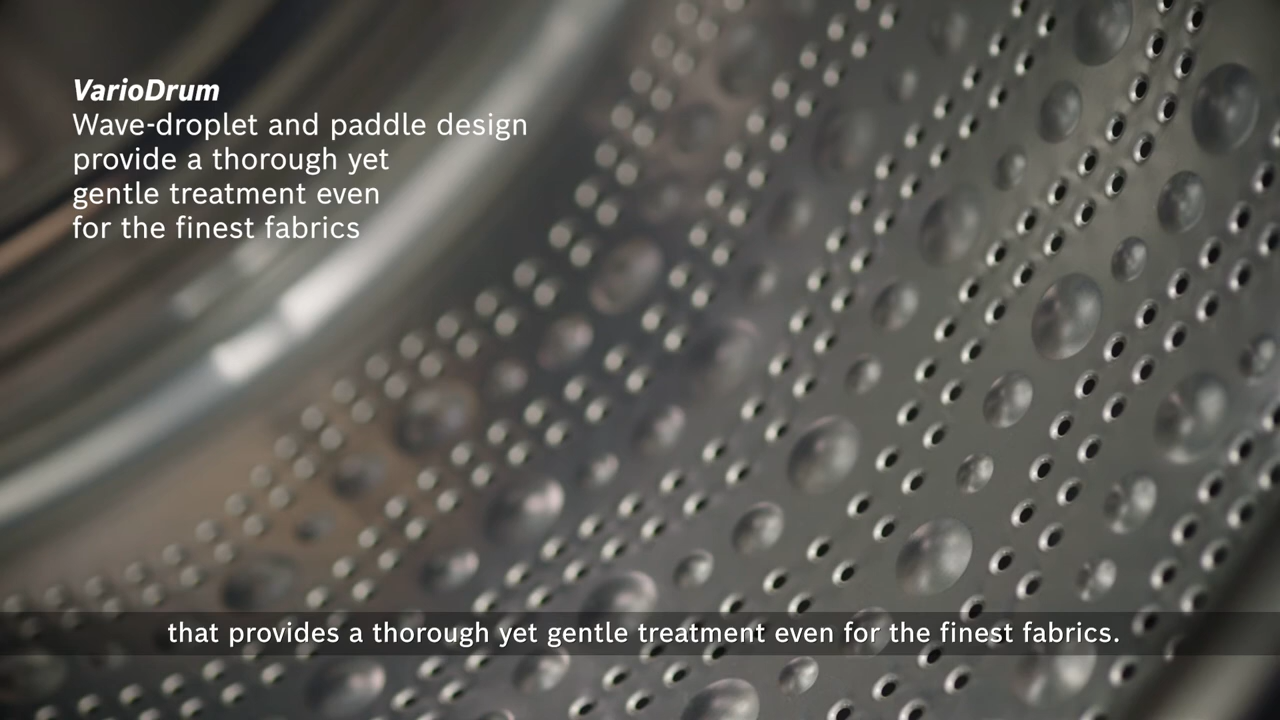 VarioDrum
Wave-droplet and paddle design
provide a thorough yet
gentle treatment even
for the finest fabrics
that provides a thorough yet gentle treatment even for the finest fabrics.